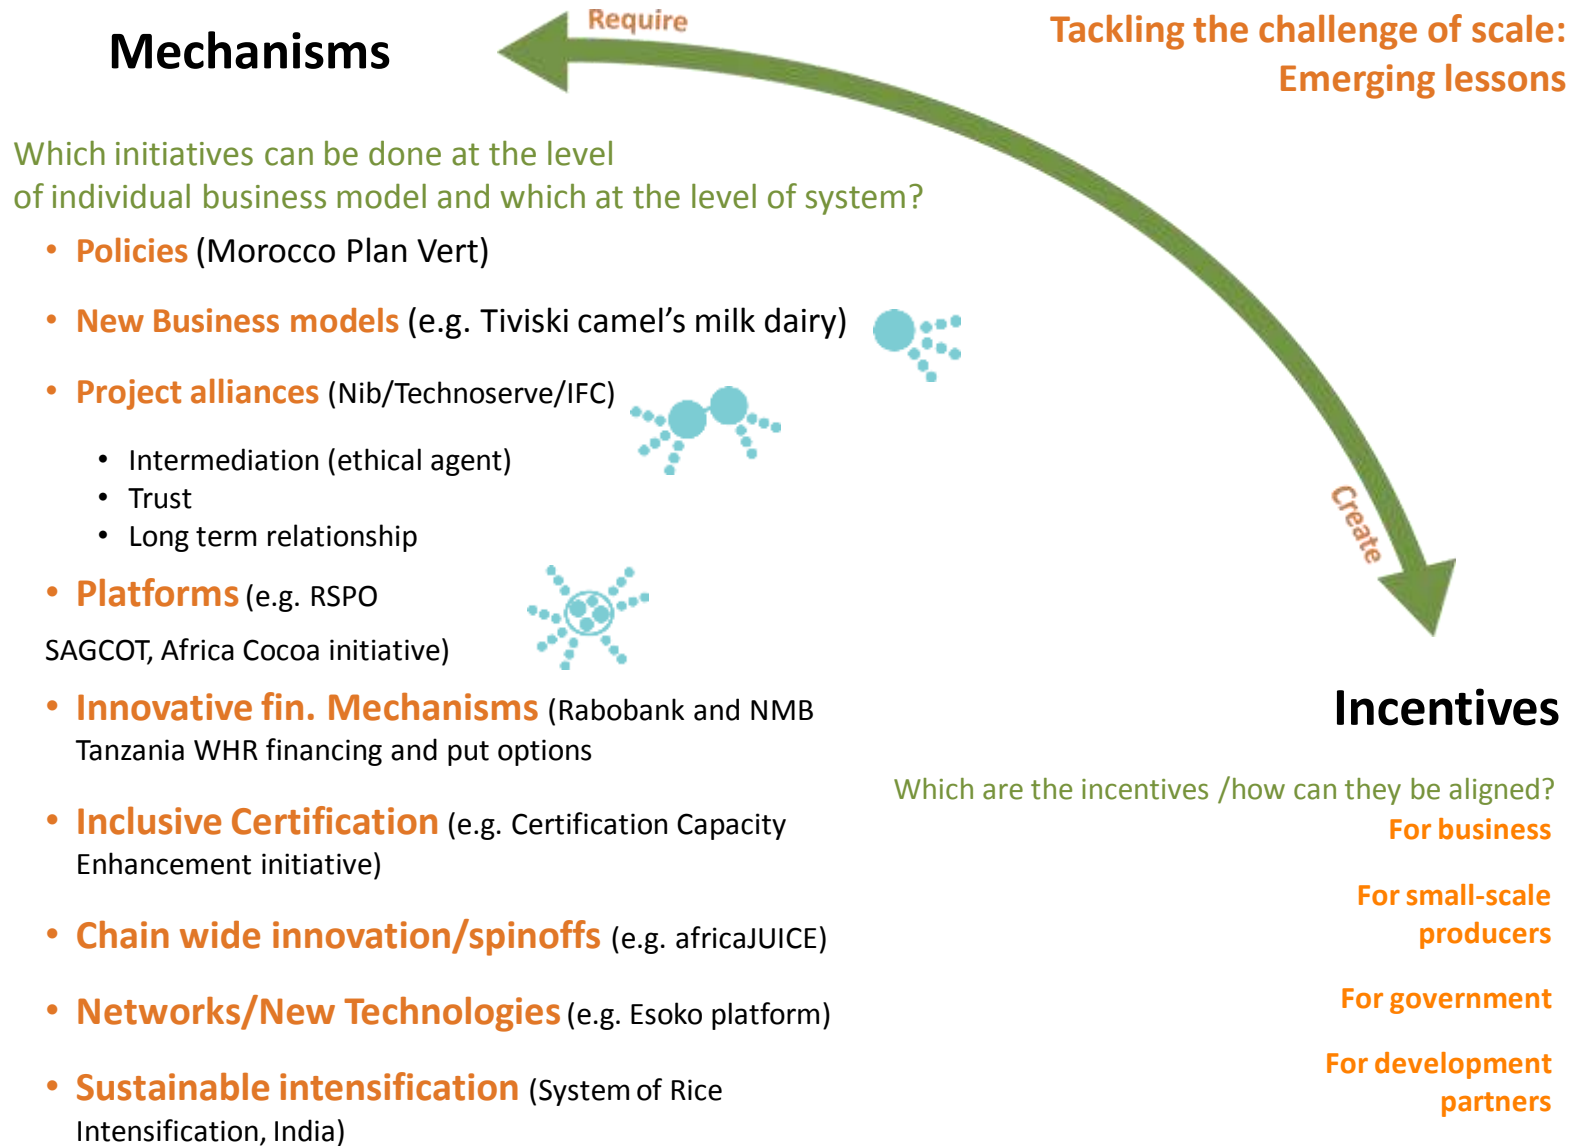 Mechanisms
Require
Tackling the challenge of scale:
Emerging lessons
Which initiatives can be done at the level
of individual business model and which at the level of system?
• Policies (Morocco Plan Vert)
• New Business models (e.g. Tiviski camel's milk dairy)
• Project alliances (Nib/Technoserve/IFC)
• Intermediation (ethical agent)
• Trust
• Long term relationship
• Platforms (e.g. RSPO
SAGCOT, Africa Cocoa initiative)
• Innovative fin. Mechanisms (Rabobank and NMB
Tanzania WHR financing and put options
• Inclusive Certification (e.g. Certification Capacity
Enhancement initiative)
• Chain wide innovation/spinoffs (e.g. africaJUICE)
• Networks/New Technologies (e.g. Esoko platform)
• Sustainable intensification (System of Rice
Intensification, India)
Create
Incentives
Which are the incentives /how can they be aligned?
For business
For small-scale
producers
For government
For development
partners